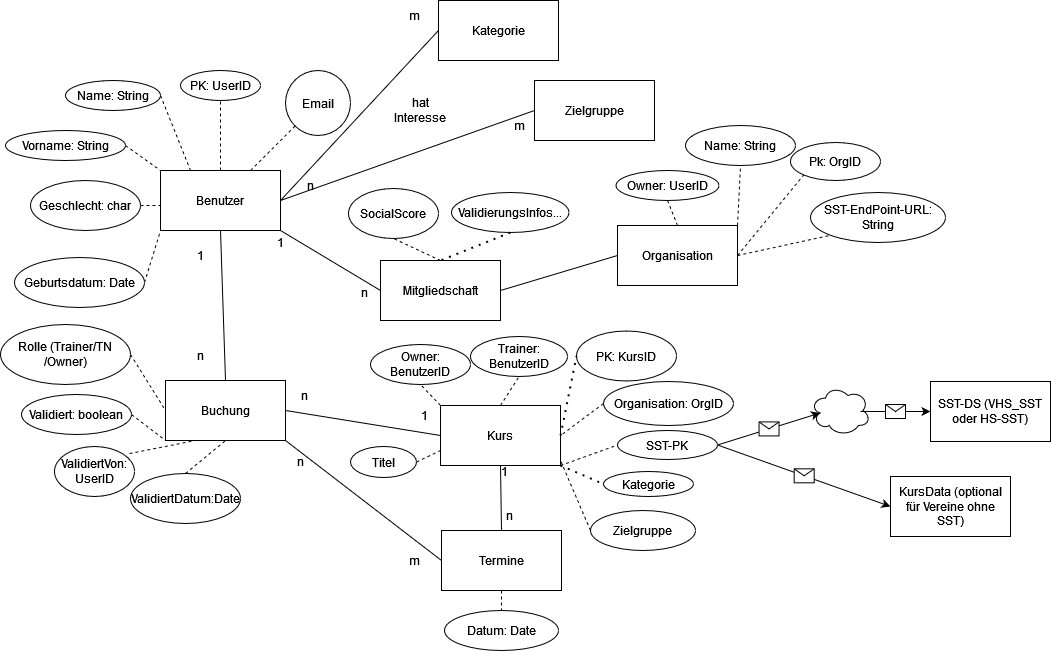 m
Kategorie
PK: UserID
Name: String
Email
hat
Interesse
Zielgruppe
m
Vorname: String
Name: String
Pk: OrgID
n
Benutzer
Owner: UserID
Geschlecht: char
SocialScore
ValidierungsInfos...
SST-EndPoint-URL:
String
1
1
Organisation
Geburtsdatum: Date
n
Mitgliedschaft
Rolle (Trainer/TN
/Owner)
n
Owner:
BenutzerID
Trainer:
BenutzerID
PK: KursID
n
Buchung
Validiert: boolean
1
Kurs
Organisation: OrgID
SST-PK
SST-DS (VHS_SST
oder HS-SST)
ValidiertVon:
UserID
n
Titel
1
Kategorie
ValidiertDatum:Date
n
Zielgruppe
KursData (optional
für Vereine ohne
SST)
m
Termine
Datum: Date